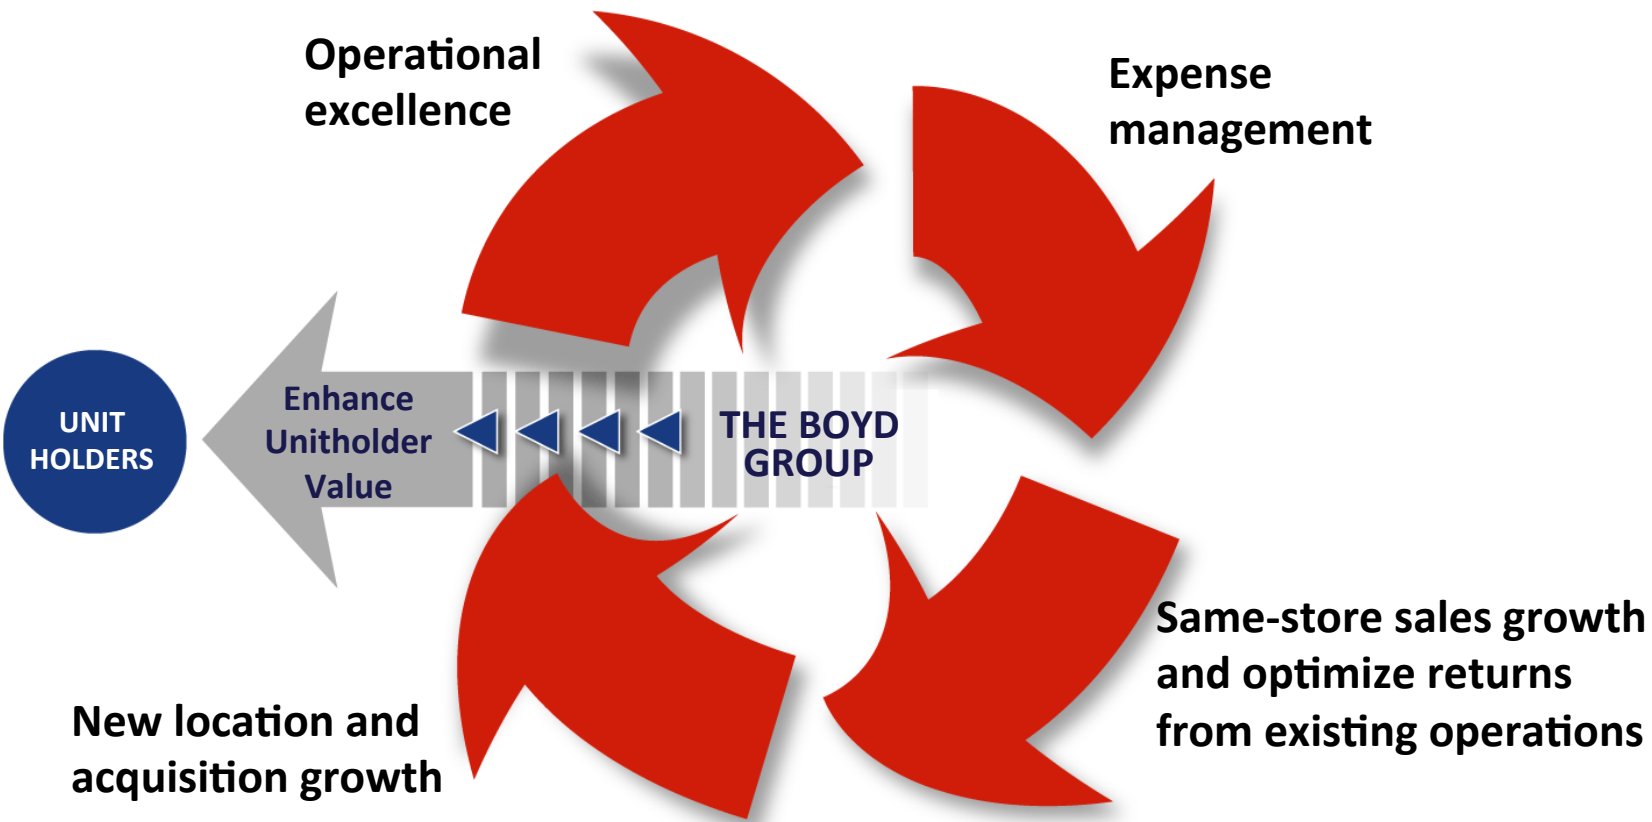 Operational
excellence
Expense
management
UNIT
HOLDERS
Enhance
Unitholder
Value
THE BOYD
GROUP
Same-store sales growth
and optimize returns
from existing operations
New location and
acquisition growth